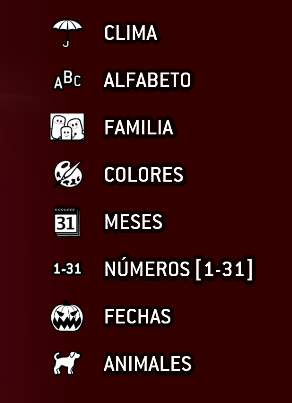 CLIMA
ABC ALFABETO
FAMILIA
COLORES
31 MESES
1-31 NÚMEROS [1-31]
FECHAS
ANIMALES